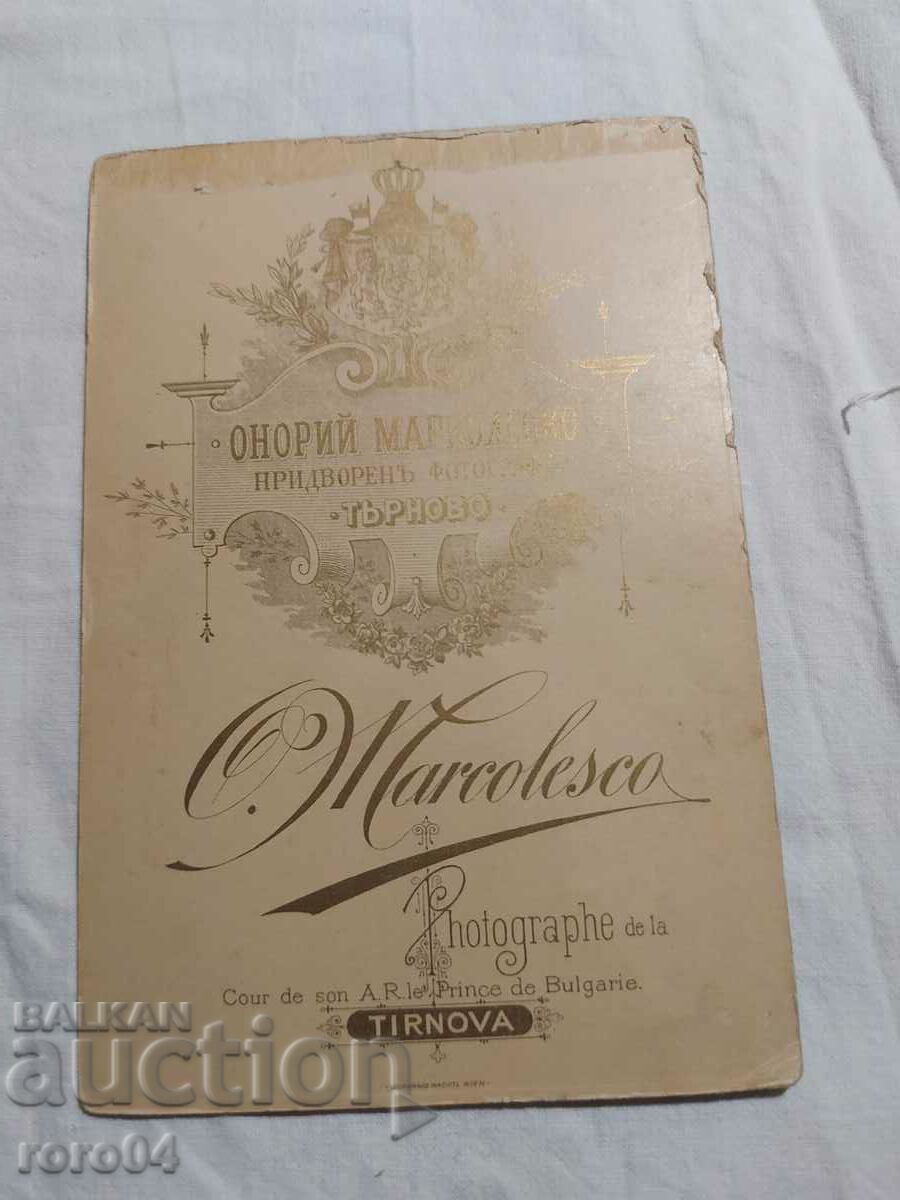 ОНОРИЙ МАРКОЛЕСКО
ПРИДВОРЕНЪ ФОТОГРАФЪ
ТЪРНОВО
O. Marcolesco
Photographe de la
Cour de son A.R.le Prince de Bulgarie.
TIRNOVA
WIEN
BALKAN
auction
roro04